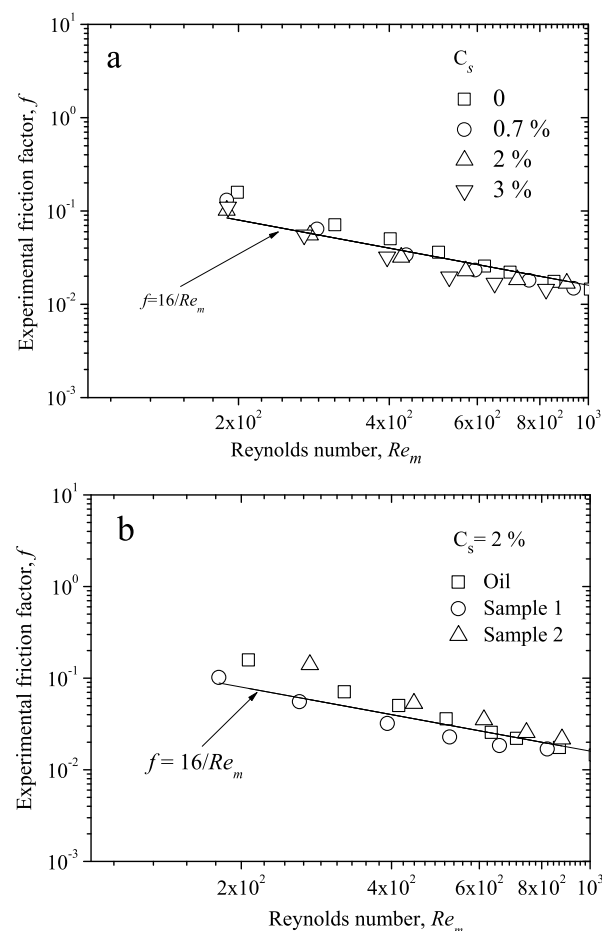 a
C_s
0
0.7 %
2 %
3 %
f=16/Re_m
10^1
10^0
10^-1
10^-2
10^-3
2x10^2
4x10^2
6x10^2
8x10^2
10^3
Experimental friction factor, f
Reynolds number, Re_m
b
C_s= 2 %
Oil
Sample 1
Sample 2
f = 16/Re_m
10^1
10^0
10^-1
10^-2
10^-3
2x10^2
4x10^2
6x10^2
8x10^2
10^3
Experimental friction factor, f
Reynolds number, Re_m